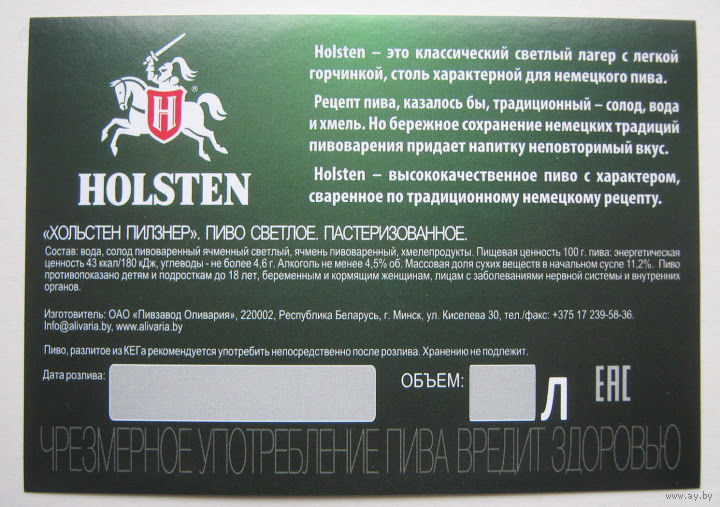 Holsten – это классический светлый лагер с легкой
горчинкой, столь характерной для немецкого пива.
Рецепт пива, казалось бы, традиционный – солод, вода
и хмель. Но бережное сохранение немецких традиций
пивоварения придает напитку неповторимый вкус.
Holsten – высококачественное пиво с характером,
сваренное по традиционному немецкому рецепту.
H
®
HOLSTEN
«ХОЛЬСТЕН ПИЛЗНЕР». ПИВО СВЕТЛОЕ. ПАСТЕРИЗОВАННОЕ.
Состав: вода, солод пивоваренный ячменный светлый, ячмень пивоваренный, хмелепродукты. Пищевая ценность 100 г. пива: энергетическая
ценность 43 ккал/180 кДж, углеводы - не более 4,6 г. Алкоголь не менее 4,5% об. Массовая доля сухих веществ в начальном сусле 11,2%. Пиво
противопоказано детям и подросткам до 18 лет, беременным и кормящим женщинам, лицам с заболеваниями нервной системы и внутренних
органов.
Изготовитель: ОАО «Пивзавод Оливария», 220002, Республика Беларусь, г. Минск, ул. Киселева 30, тел./факс: +375 17 239-58-36.
Info@alivaria.by, www.alivaria.by
Пиво, разлитое из КЕГа рекомендуется употребить непосредственно после розлива. Хранению не подлежит.
Дата розлива:
ОБЪЕМ: Л
EAC
ЧРЕЗМЕРНОЕ УПОТРЕБЛЕНИЕ ПИВА ВРЕДИТ ЗДОРОВЬЮ
www.ay.by